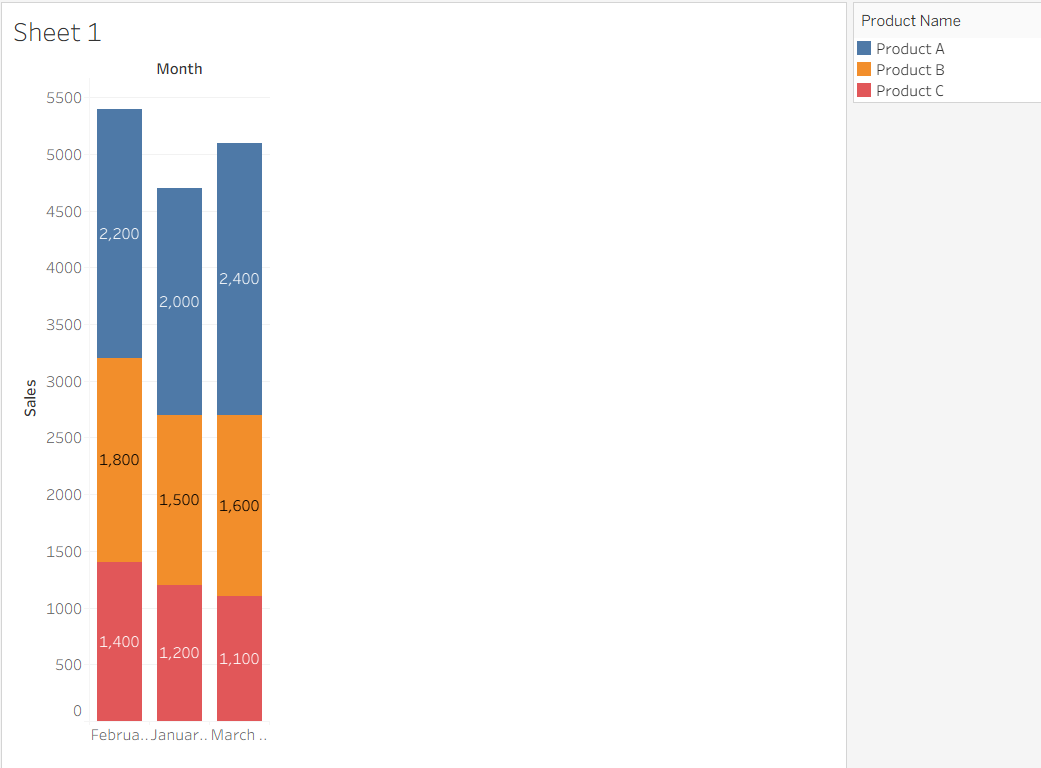 Sheet 1
Product Name
Product A
Product B
Product C
Month
5500
5000
4500
4000
3500
3000
2500
2000
1500
1000
500
0
Sales
2,200
2,000
2,400
1,800
1,500
1,600
1,400
1,200
1,100
Februa.. Januar.. March ..